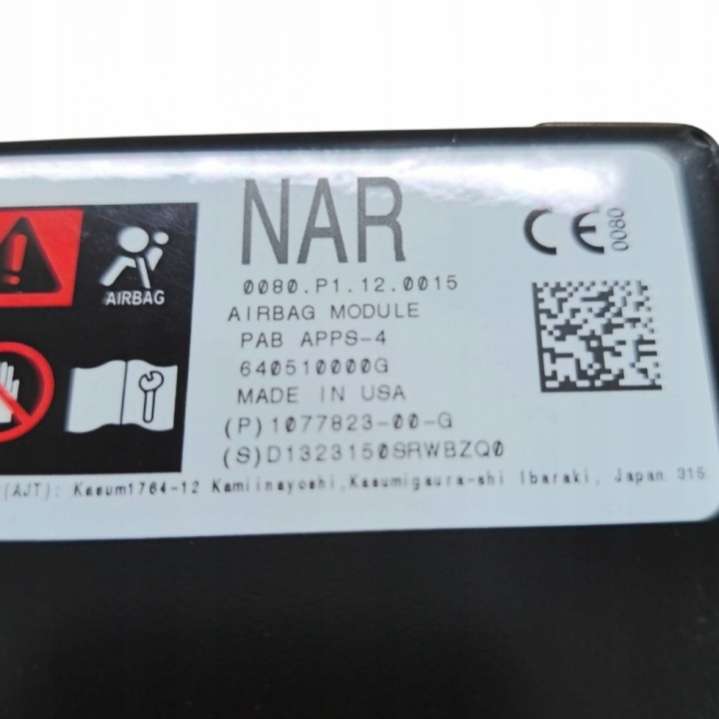 NAR
CE
0080
0080.P1.12.0015
AIRBAG
AIRBAG MODULE
PAB APPS-4
640510000G
MADE IN USA
(P)1077823-00-G
(S)D1323150SRWBZQ0
(AJT): Kasum1764-12 Kamiinayoshi,Kasumigaura-shi Ibaraki, Japan 315